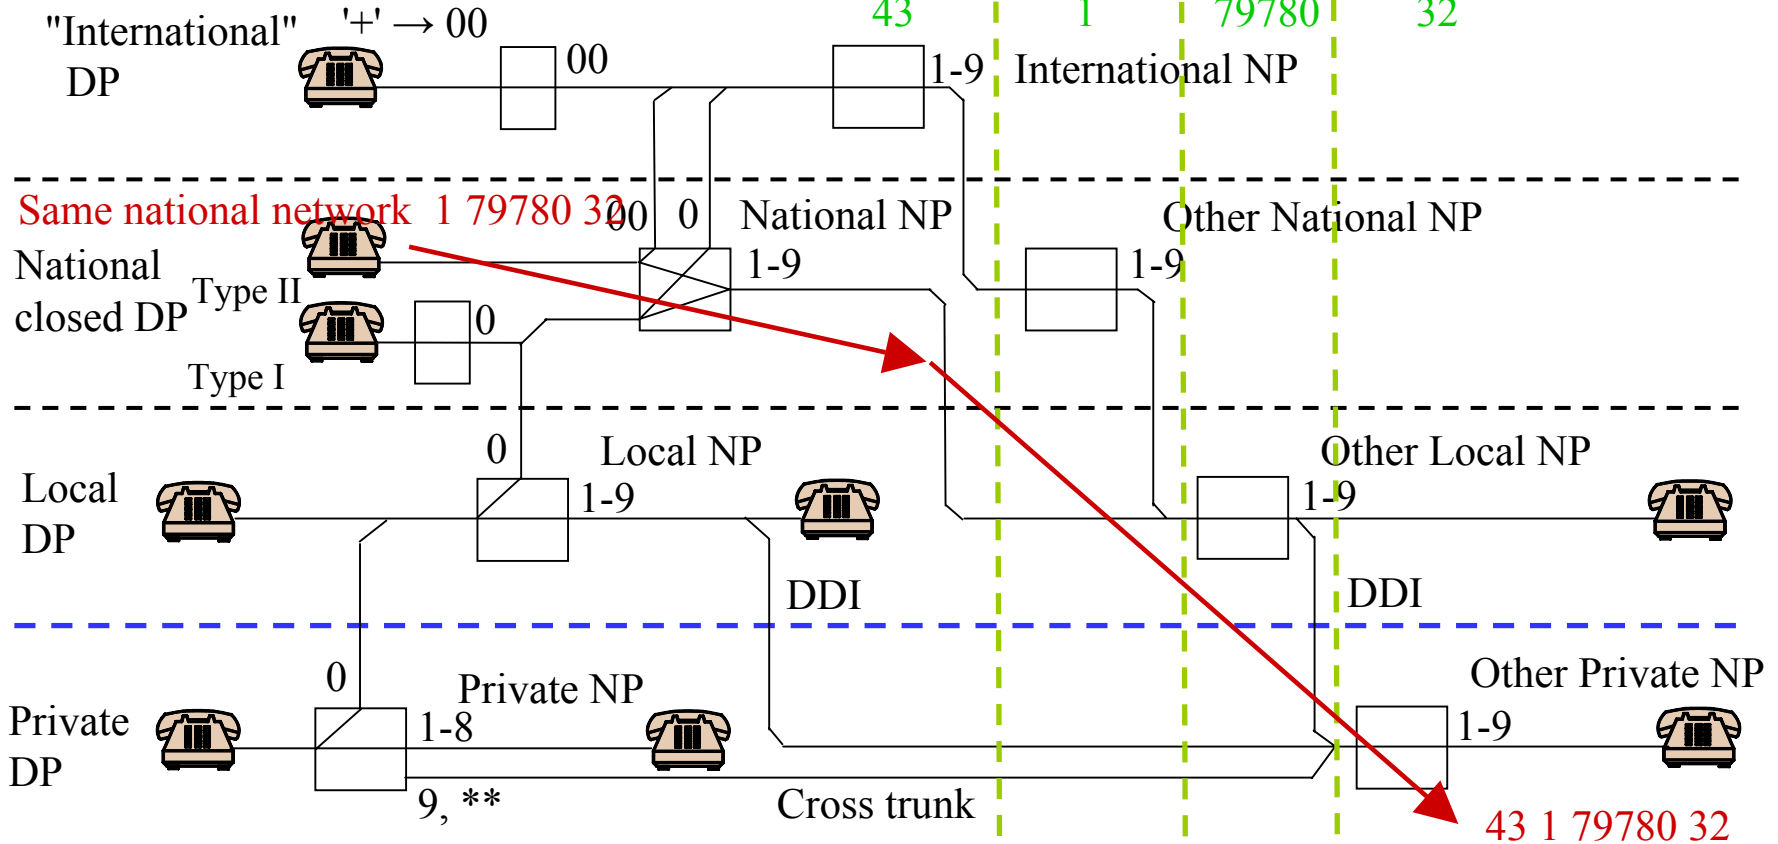 43 1 79780 32
"International" '+' → 00
DP
00
1-9 International NP
Same national network 1 79780 32
00 0 National NP Other National NP
National
closed DP Type II
1-9 1-9
0
Type I
0 Local NP Other Local NP
Local
DP
1-9 1-9
DDI DDI
0 Private NP Other Private NP
Private
DP
1-8 1-9
9, ** Cross trunk
43 1 79780 32